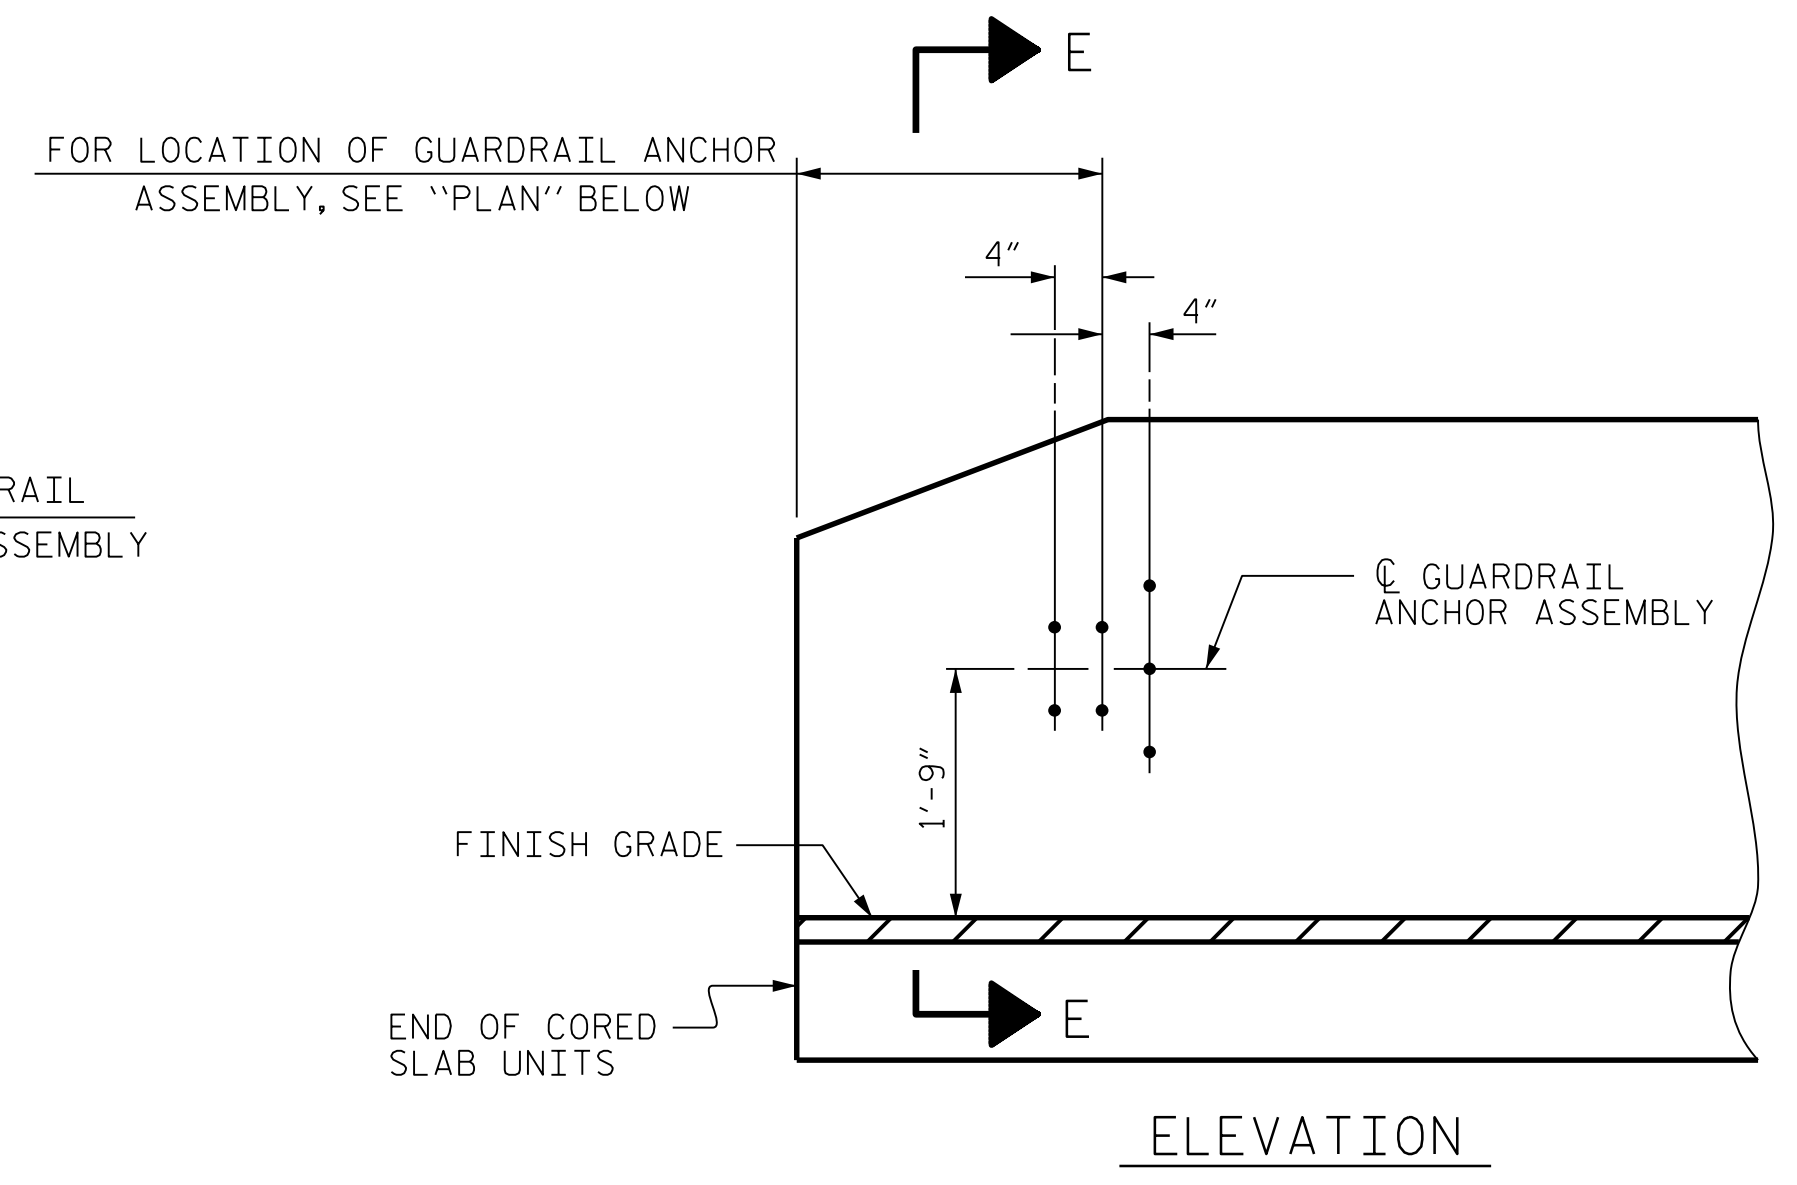 E
FOR LOCATION OF GUARDRAIL ANCHOR
ASSEMBLY, SEE "PLAN" BELOW
4"
4"
RAIL
SSEMBLY
℄ GUARDRAIL
ANCHOR ASSEMBLY
1'-9"
FINISH GRADE
END OF CORED
SLAB UNITS
E
ELEVATION